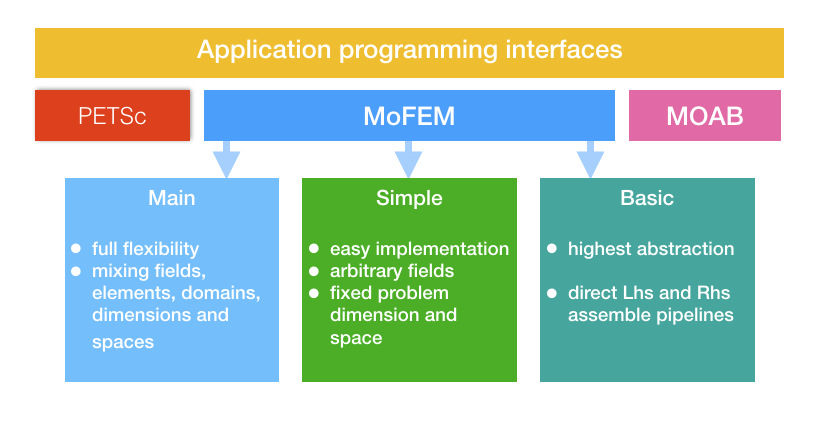 Application programming interfaces
PETSc
MoFEM
MOAB
Main
● full flexibility
● mixing fields,
elements, domains,
dimensions and
spaces
Simple
● easy implementation
● arbitrary fields
● fixed problem
dimension and
space
Basic
● highest abstraction
● direct Lhs and Rhs
assemble pipelines